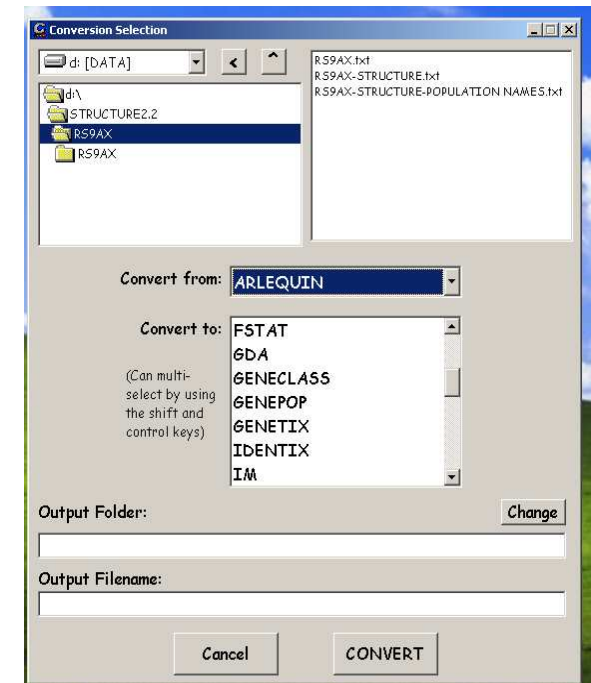 Conversion Selection
d: [DATA]
<
^
d:\
STRUCTURE2.2
RS9AX
RS9AX
RS9AX.txt
RS9AX-STRUCTURE.txt
RS9AX-STRUCTURE-POPULATION NAMES.txt
Convert from:
ARLEQUIN
Convert to:
(Can multi-
select by using
the shift and
control keys)
FSTAT
GDA
GENECLASS
GENEPOP
GENETIX
IDENTIX
IM
Output Folder:
Change
Output Filename:
Cancel
CONVERT